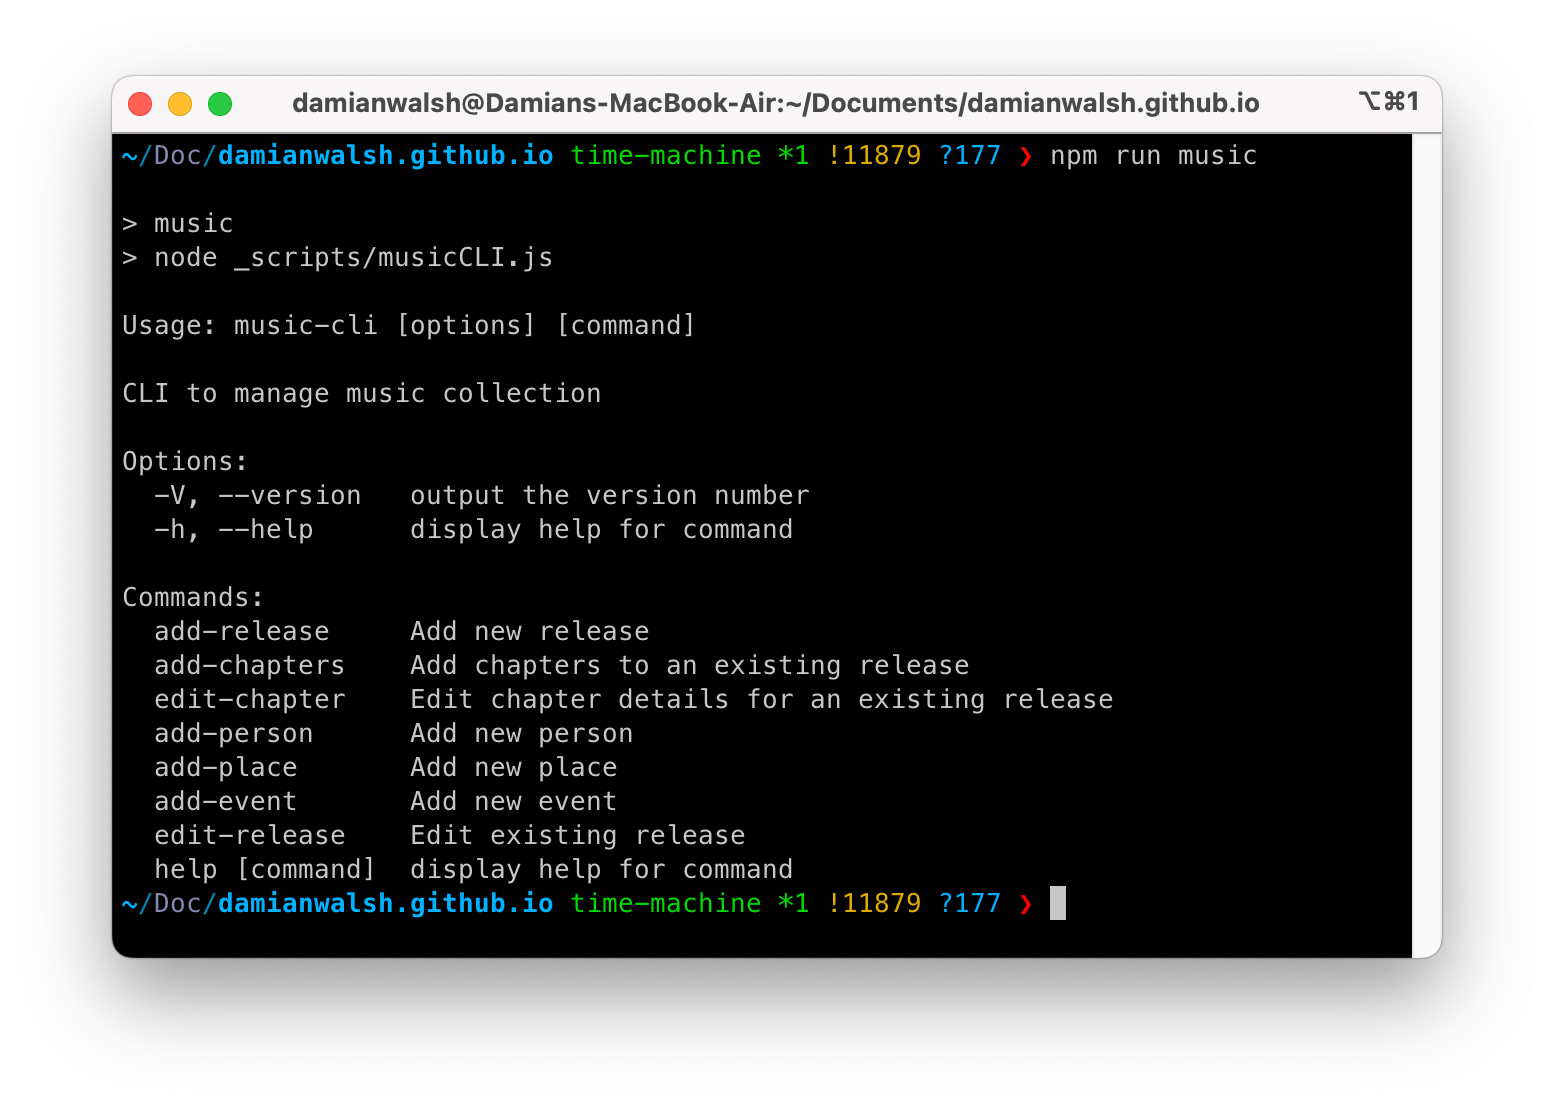 damianwalsh@Damians-MacBook-Air:~/Documents/damianwalsh.github.io ⌥⌘1
~/Doc/damianwalsh.github.io time-machine *1 !11879 ?177 ❯ npm run music
> music
> node _scripts/musicCLI.js
Usage: music-cli [options] [command]
CLI to manage music collection
Options:
-V, --version output the version number
-h, --help display help for command
Commands:
add-release Add new release
add-chapters Add chapters to an existing release
edit-chapter Edit chapter details for an existing release
add-person Add new person
add-place Add new place
add-event Add new event
edit-release Edit existing release
help [command] display help for command
~/Doc/damianwalsh.github.io time-machine *1 !11879 ?177 ❯